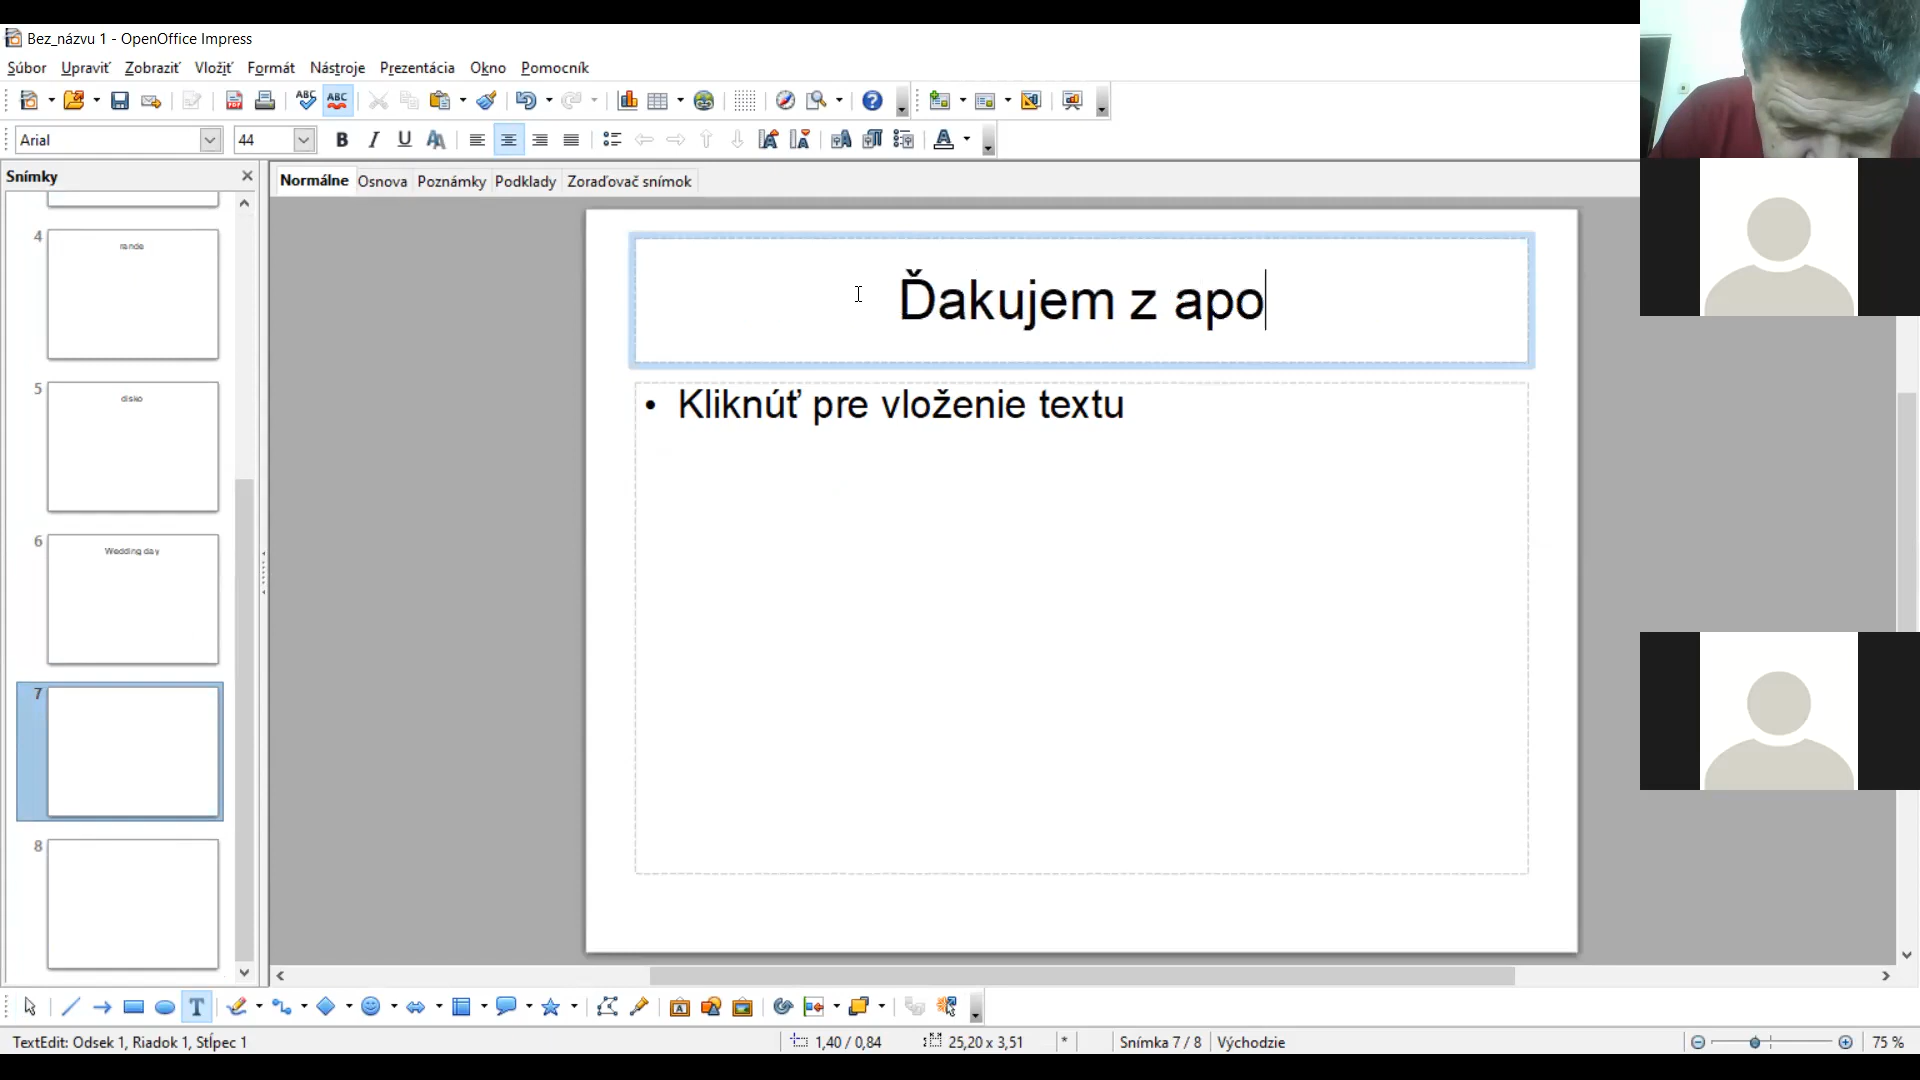 Bez_názvu 1 - OpenOffice Impress
Súbor Upraviť Zobraziť Vložiť Formát Nástroje Prezentácia Okno Pomocník
Arial 44
Snímky
Normálne Osnova Poznámky Podklady Zoraďovač snímok
4 rande
5 disko
6 Wedding day
7
8
Ďakujem z apo
• Kliknúť pre vloženie textu
TextEdit: Odsek 1, Riadok 1, Stĺpec 1 1,40 / 0,84 25,20 x 3,51 * Snímka 7 / 8 Východzie 75 %